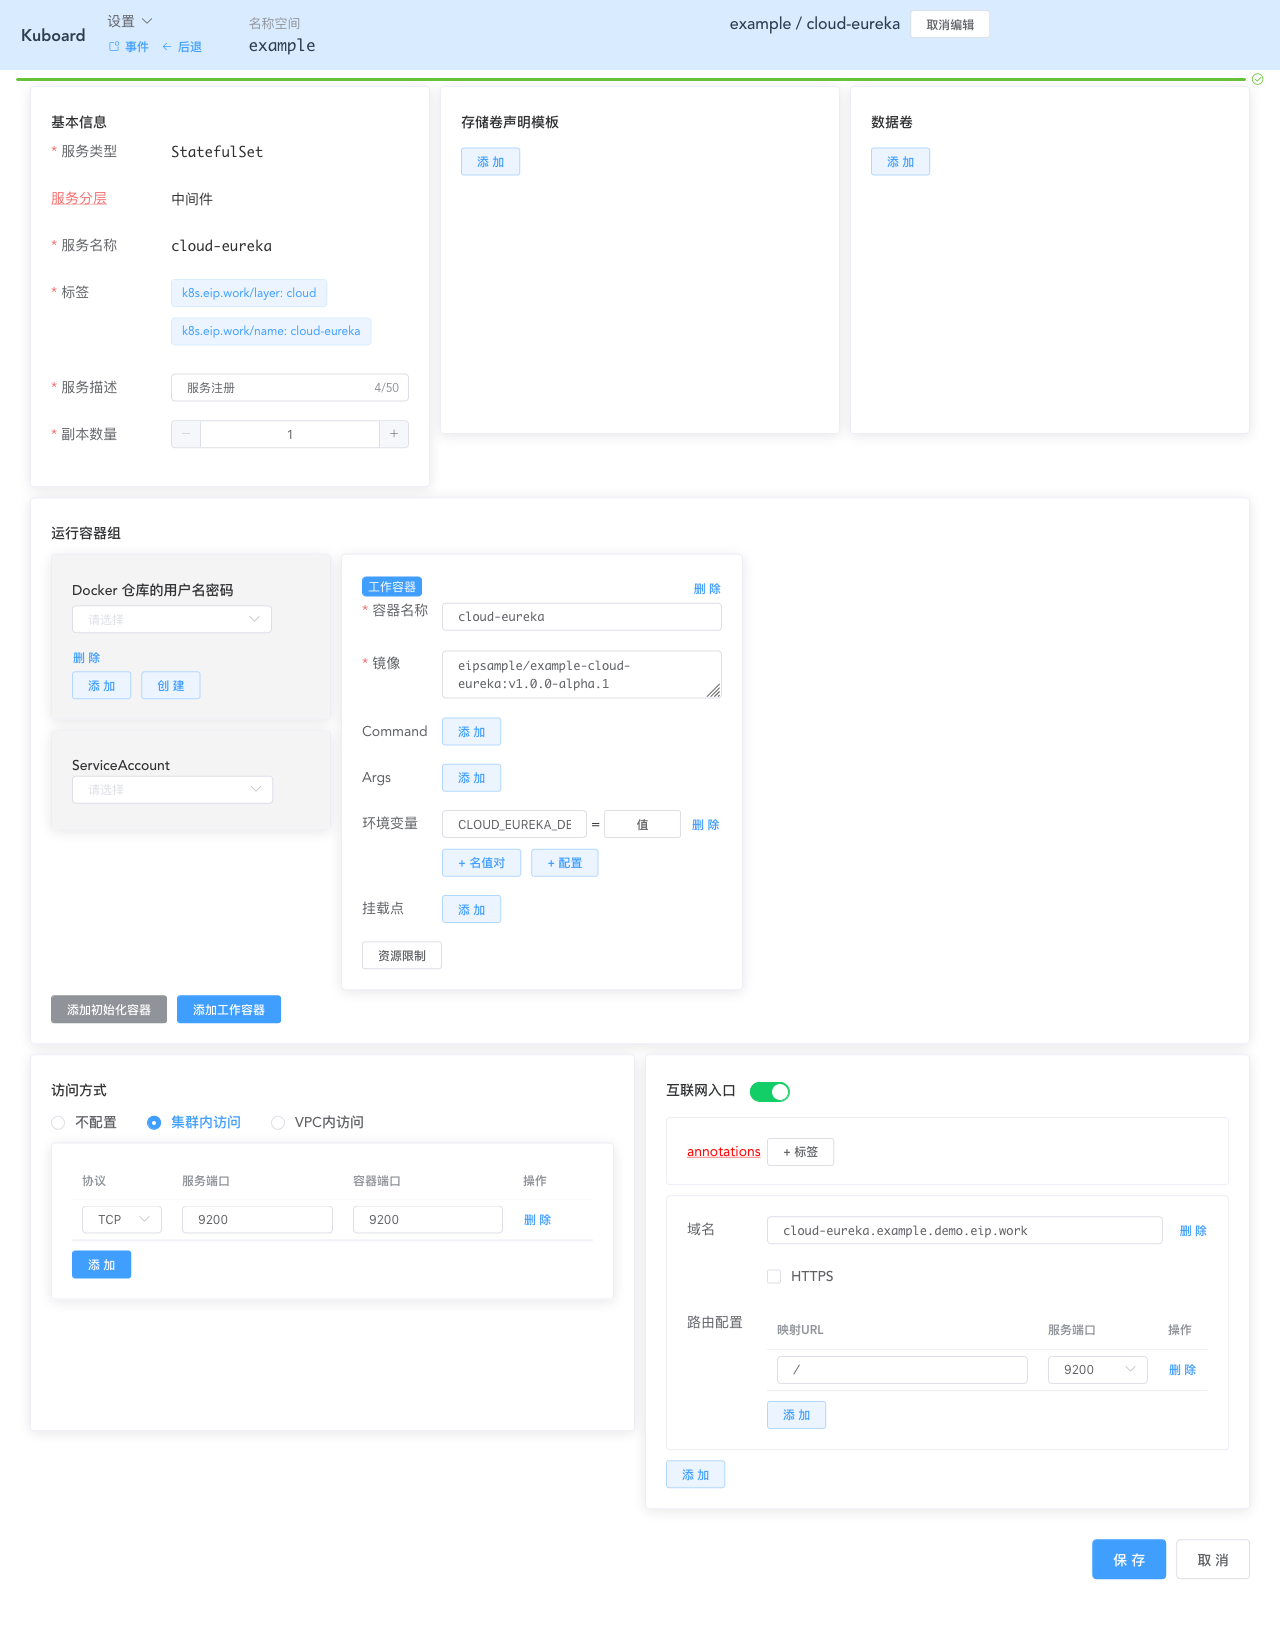 Kuboard
设置
事件 后退
名称空间
example
example / cloud-eureka 取消编辑
基本信息
* 服务类型 StatefulSet
服务分层 中间件
* 服务名称 cloud-eureka
* 标签 k8s.eip.work/layer: cloud
k8s.eip.work/name: cloud-eureka
* 服务描述 服务注册 4/50
* 副本数量 1
存储卷声明模板
添 加
数据卷
添 加
运行容器组
Docker 仓库的用户名密码
请选择
删 除
添 加 创 建
ServiceAccount
请选择
工作容器 删 除
* 容器名称 cloud-eureka
* 镜像 eipsample/example-cloud-
eureka:v1.0.0-alpha.1
Command 添 加
Args 添 加
环境变量 CLOUD_EUREKA_DE = 值 删 除
+ 名值对 + 配置
挂载点 添 加
资源限制
添加初始化容器 添加工作容器
访问方式
不配置 集群内访问 VPC内访问
协议 服务端口 容器端口 操作
TCP 9200 9200 删 除
添 加
互联网入口
annotations + 标签
域名 cloud-eureka.example.demo.eip.work 删 除
HTTPS
路由配置 映射URL 服务端口 操作
/ 9200 删 除
添 加
添 加
保 存 取 消